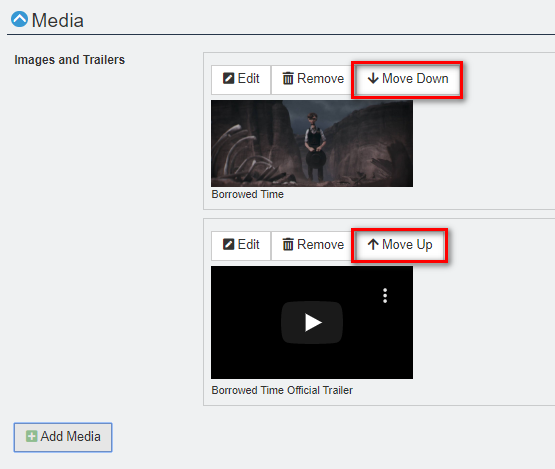 Media
Images and Trailers
Edit Remove Move Down
Borrowed Time
Edit Remove Move Up
Borrowed Time Official Trailer
Add Media